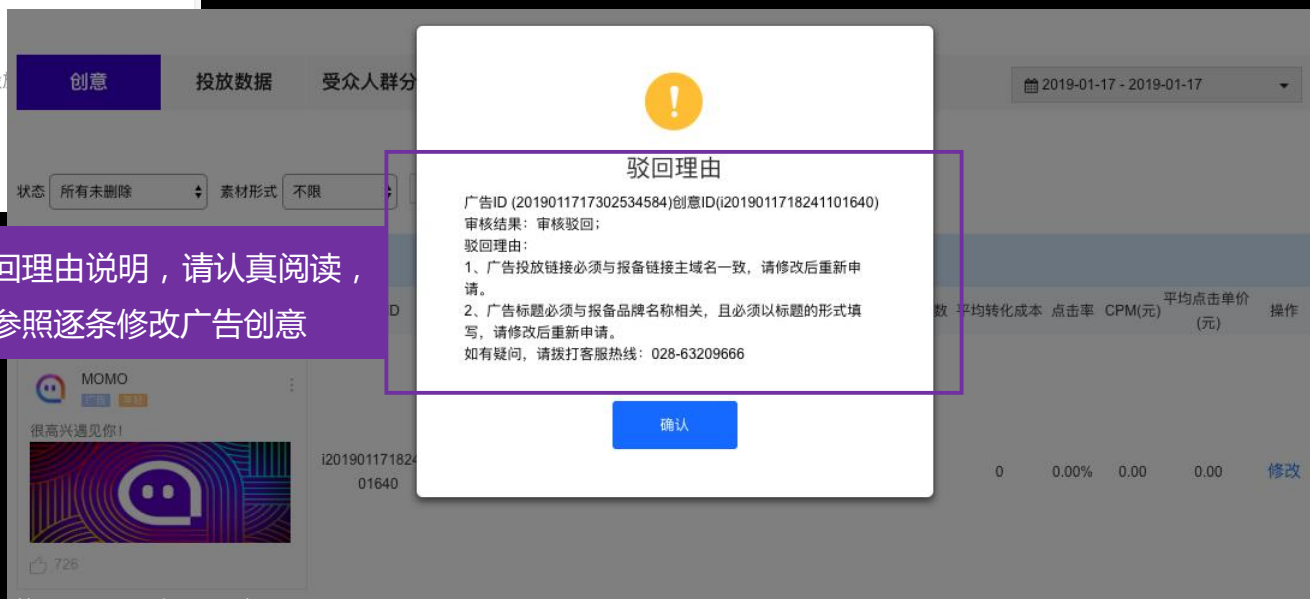 创意
投放数据
受众人群分
2019-01-17 - 2019-01-17
状态
所有未删除
素材形式
不限
驳回理由
广告ID (2019011717302534584)创意ID(i2019011718241101640)
审核结果：审核驳回；
驳回理由：
1、广告投放链接必须与报备链接主域名一致，请修改后重新申
请。
2、广告标题必须与报备品牌名称相关，且必须以标题的形式填
写，请修改后重新申请。
如有疑问，请拨打客服热线：028-63209666
确认
回理由说明，请认真阅读，
参照逐条修改广告创意
D
数
平均转化成本
点击率
CPM(元)
平均点击单价
(元)
操作
MOMO
很高兴遇见你！
i201901171824
01640
0
0.00%
0.00
0.00
修改
726